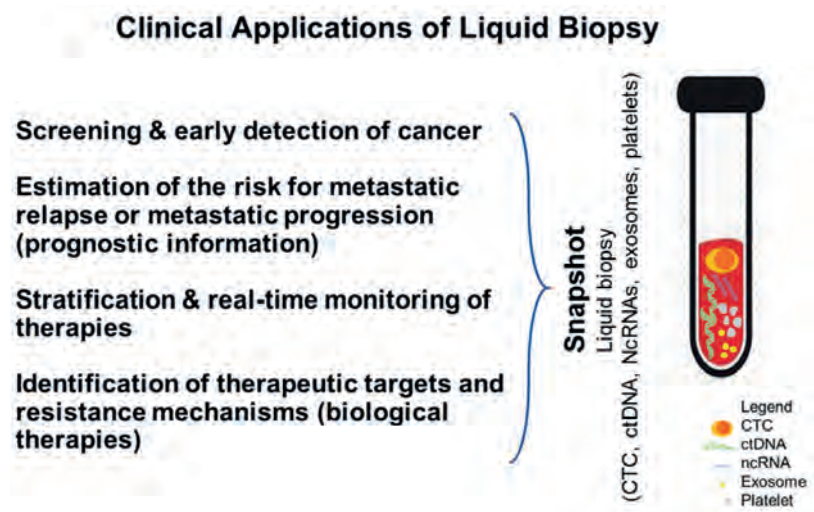 Clinical Applications of Liquid Biopsy
Screening & early detection of cancer
Estimation of the risk for metastatic
relapse or metastatic progression
(prognostic information)
Stratification & real-time monitoring of
therapies
Identification of therapeutic targets and
resistance mechanisms (biological
therapies)
Snapshot
Liquid biopsy
(CTC, ctDNA, NcRNAs, exosomes, platelets)
Legend
CTC
ctDNA
ncRNA
Exosome
Platelet